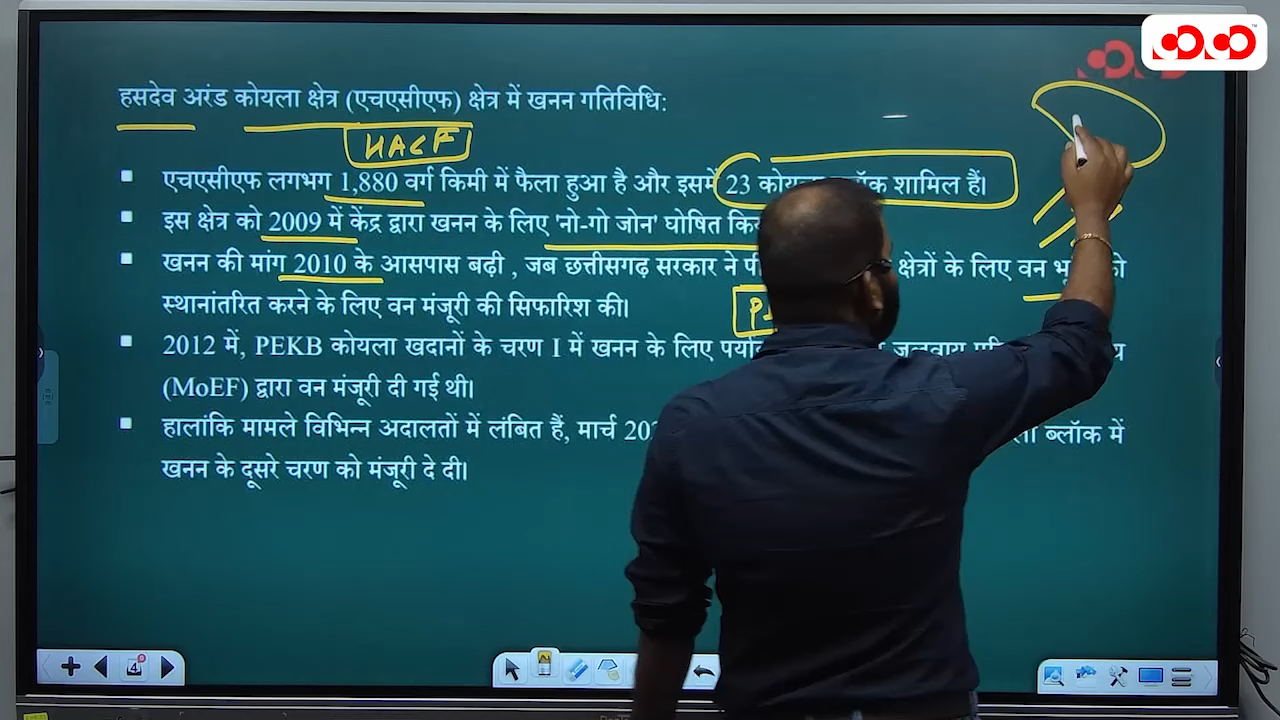 हसदेव अरंड कोयला क्षेत्र (एचएसीएफ) क्षेत्र में खनन गतिविधि:
HACF
एचएसीएफ लगभग 1,880 वर्ग किमी में फैला हुआ है और इसमें 23 शामिल हैं।
इस क्षेत्र को 2009 में केंद्र द्वारा खनन के लिए 'नो-गो जोन' घोषित
खनन की मांग 2010 के आसपास बढ़ी , जब छत्तीसगढ़ सरकार ने क्षेत्रों के लिए वन
स्थानांतरित करने के लिए वन मंजूरी की सिफारिश की।
2012 में, PEKB कोयला खदानों के चरण I में खनन के लिए
(MoEF) द्वारा वन मंजूरी दी गई थी।
हालांकि मामले विभिन्न अदालतों में लंबित हैं, मार्च ब्लॉक में
खनन के दूसरे चरण को मंजूरी दे दी।
4